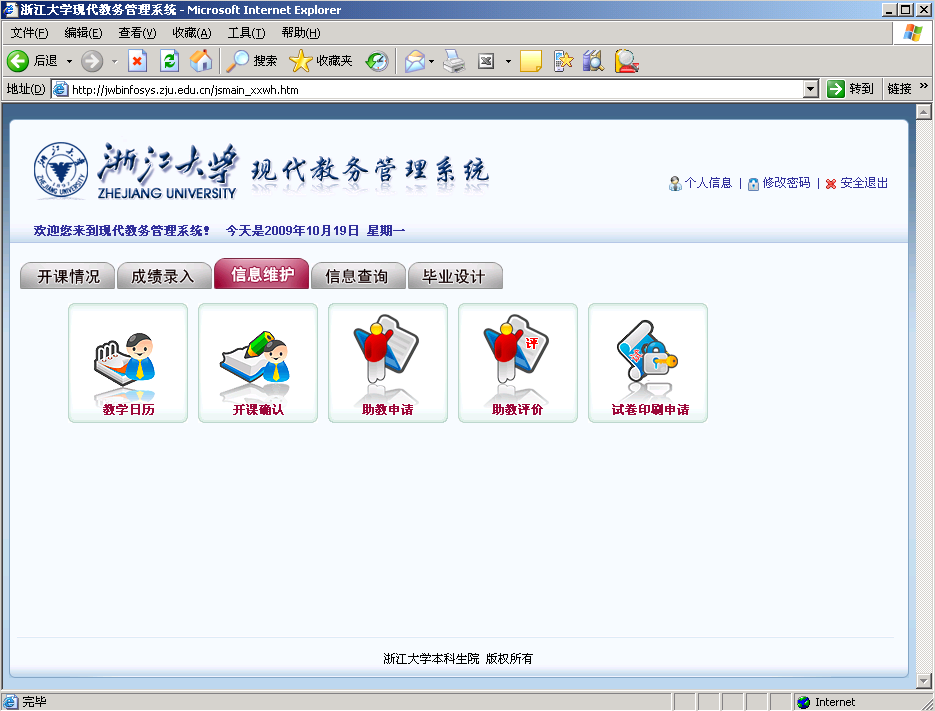 浙江大学现代教务管理系统 - Microsoft Internet Explorer
文件(F) 编辑(E) 查看(V) 收藏(A) 工具(T) 帮助(H)
后退 搜索 收藏夹
地址(D) http://jwbinfosys.zju.edu.cn/jsmain_xxwh.htm 转到 链接 »
浙江大学 现代教务管理系统
ZHEJIANG UNIVERSITY
个人信息 | 修改密码 | 安全退出
欢迎您来到现代教务管理系统! 今天是2009年10月19日 星期一
开课情况 成绩录入 信息维护 信息查询 毕业设计
评
教学日历 开课确认 助教申请 助教评价 试卷印刷申请
浙江大学本科生院 版权所有
完毕 Internet